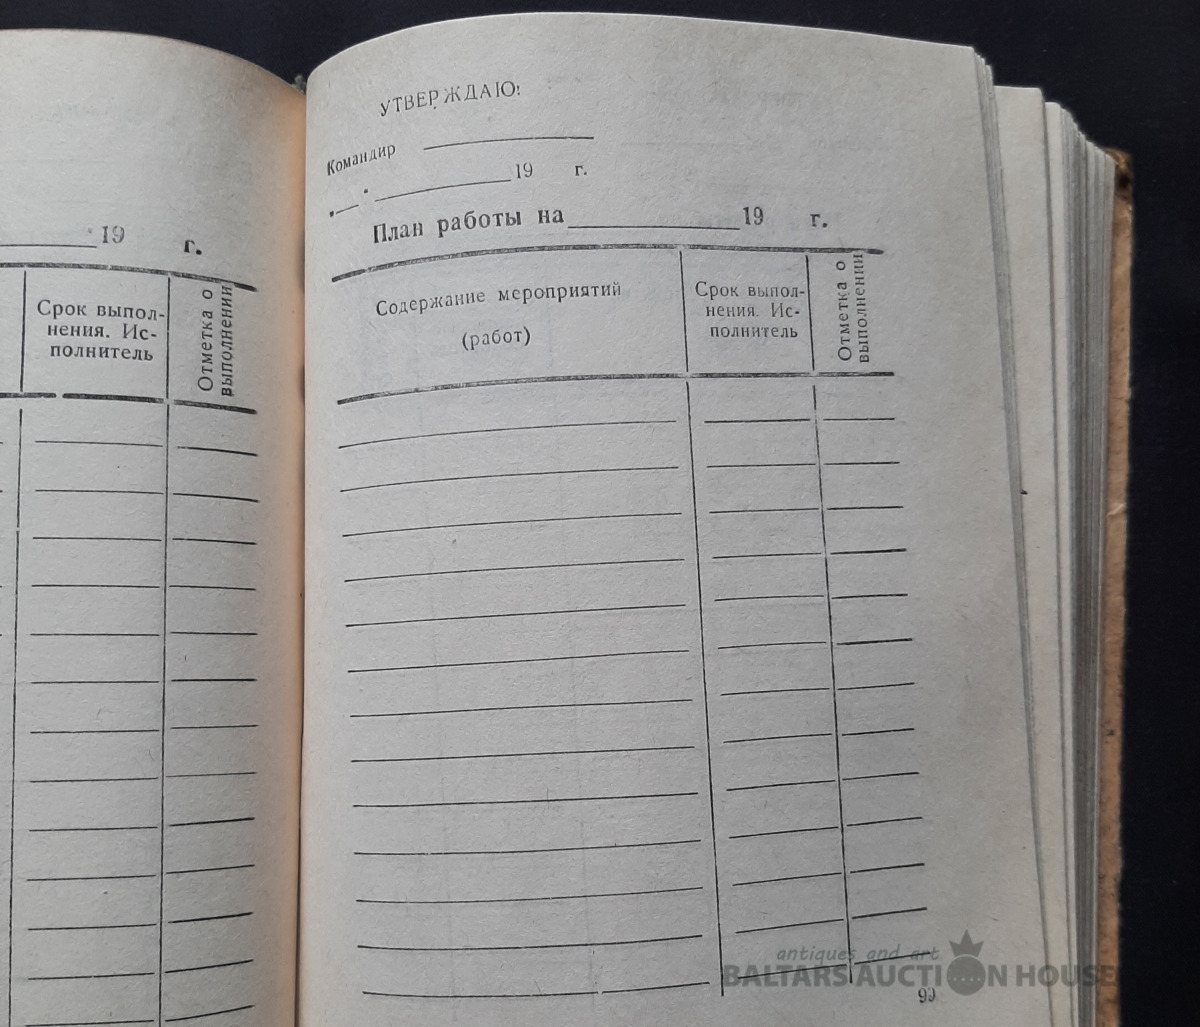 19 г.
Срок выпол-
нения. Ис-
полнитель
Отметка о
выполнении
УТВЕРЖДАЮ:
Командир
„ “ 19 г.
План работы на 19 г.
Содержание мероприятий
(работ)
Срок выпол-
нения. Ис-
полнитель
Отметка о
выполнении
antiques and art
BALTARS AUCTION HOUSE